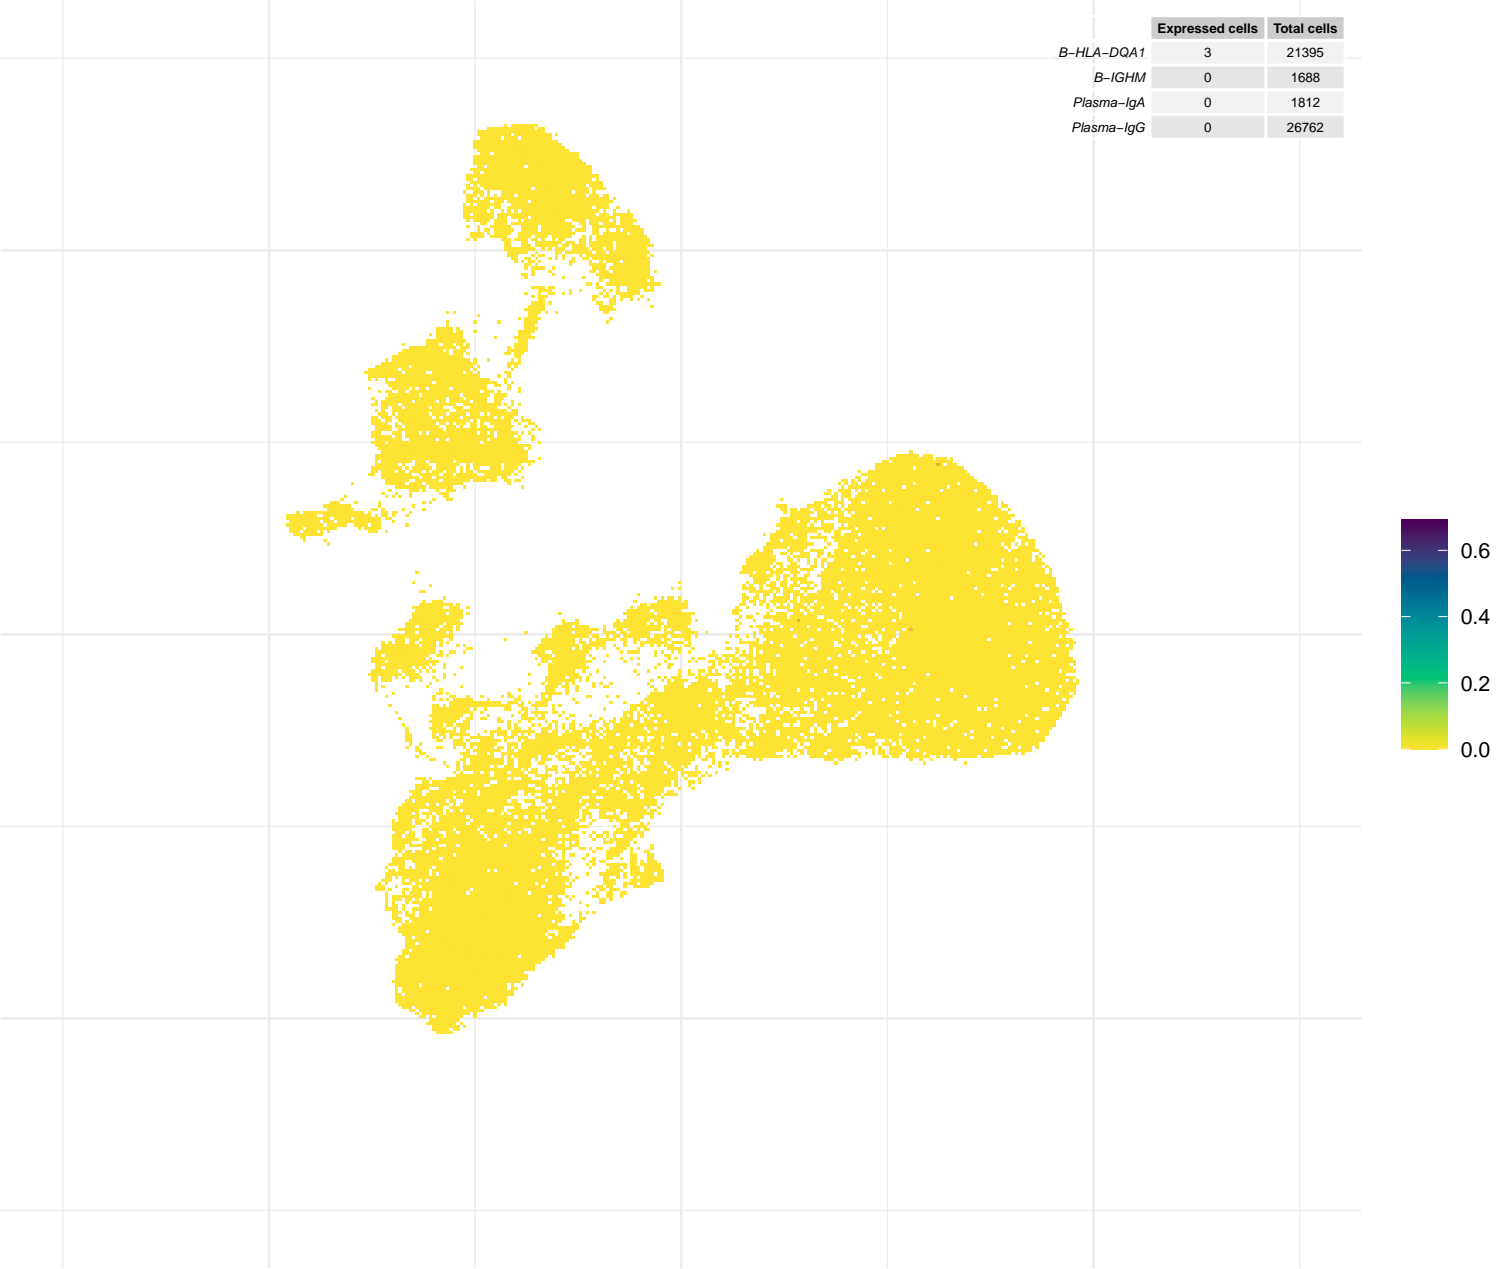 Expressed cells Total cells
B−HLA−DQA1 3 21395
B−IGHM 0 1688
Plasma−IgA 0 1812
Plasma−IgG 0 26762
0.6
0.4
0.2
0.0